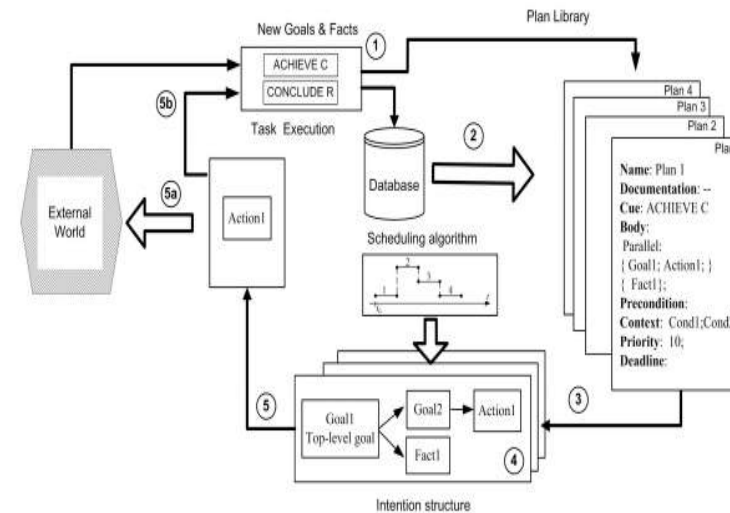 New Goals & Facts
1
Plan Library
ACHIEVE C
CONCLUDE R
5b
Task Execution
2
Plan 4
Plan 3
Plan 2
Database
External
World
5a
Action1
Name: Plan 1
Documentation: --
Cue: ACHIEVE C
Body:
Parallel:
{ Goal1; Action1; }
{ Fact1};
Precondition:
Context: Cond1;Cond
Priority: 10;
Deadline:
Scheduling algorithm
1
2
3
4
t
5
3
Goal1
Top-level goal
Goal2
Action1
Fact1
4
Intention structure